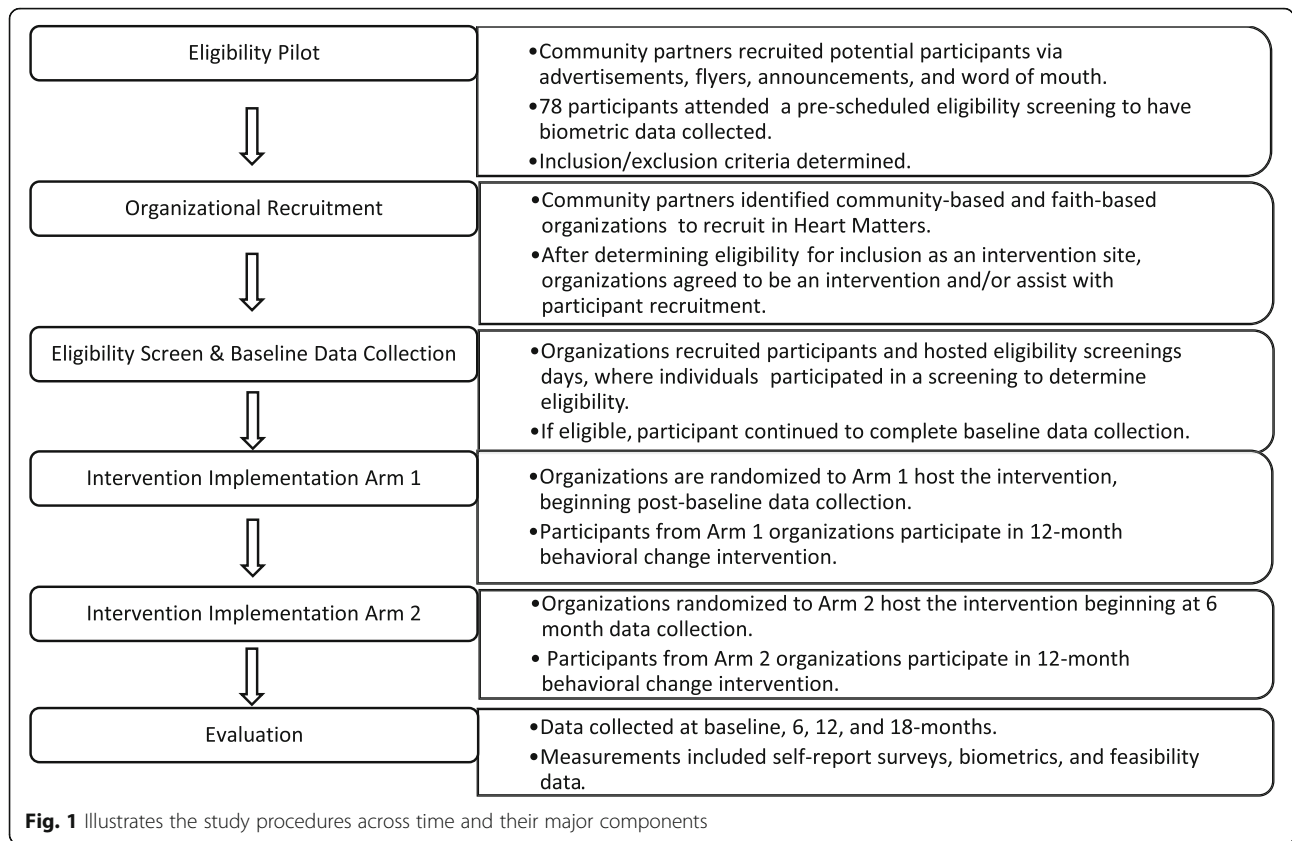 Eligibility Pilot
•Community partners recruited potential participants via
advertisements, flyers, announcements, and word of mouth.
•78 participants attended a pre-scheduled eligibility screening to have
biometric data collected.
•Inclusion/exclusion criteria determined.
Organizational Recruitment
•Community partners identified community-based and faith-based
organizations to recruit in Heart Matters.
•After determining eligibility for inclusion as an intervention site,
organizations agreed to be an intervention and/or assist with
participant recruitment.
Eligibility Screen & Baseline Data Collection
•Organizations recruited participants and hosted eligibility screenings
days, where individuals participated in a screening to determine
eligibility.
•If eligible, participant continued to complete baseline data collection.
Intervention Implementation Arm 1
•Organizations are randomized to Arm 1 host the intervention,
beginning post-baseline data collection.
•Participants from Arm 1 organizations participate in 12-month
behavioral change intervention.
Intervention Implementation Arm 2
•Organizations randomized to Arm 2 host the intervention beginning at 6
month data collection.
• Participants from Arm 2 organizations participate in 12-month
behavioral change intervention.
Evaluation
•Data collected at baseline, 6, 12, and 18-months.
•Measurements included self-report surveys, biometrics, and feasibility
data.
Fig. 1 Illustrates the study procedures across time and their major components